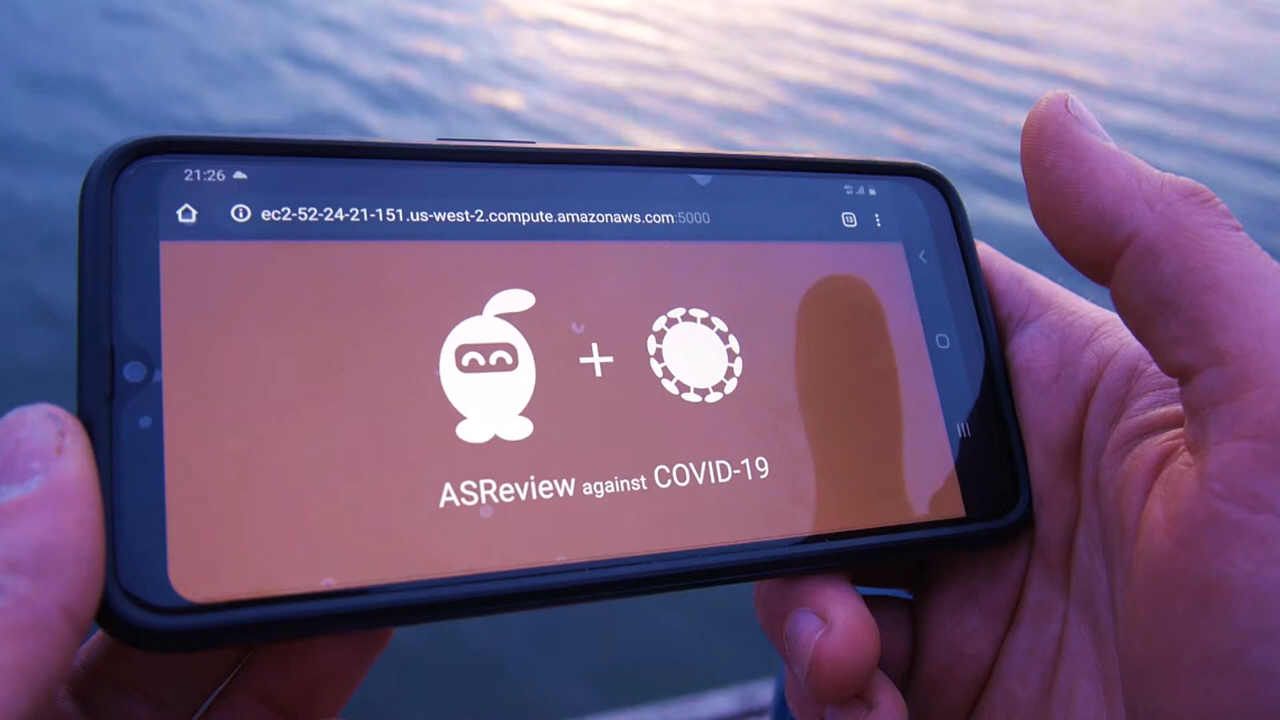 21:26
ec2-52-24-21-151.us-west-2.compute.amazonaws.com:5000
ASReview against COVID-19